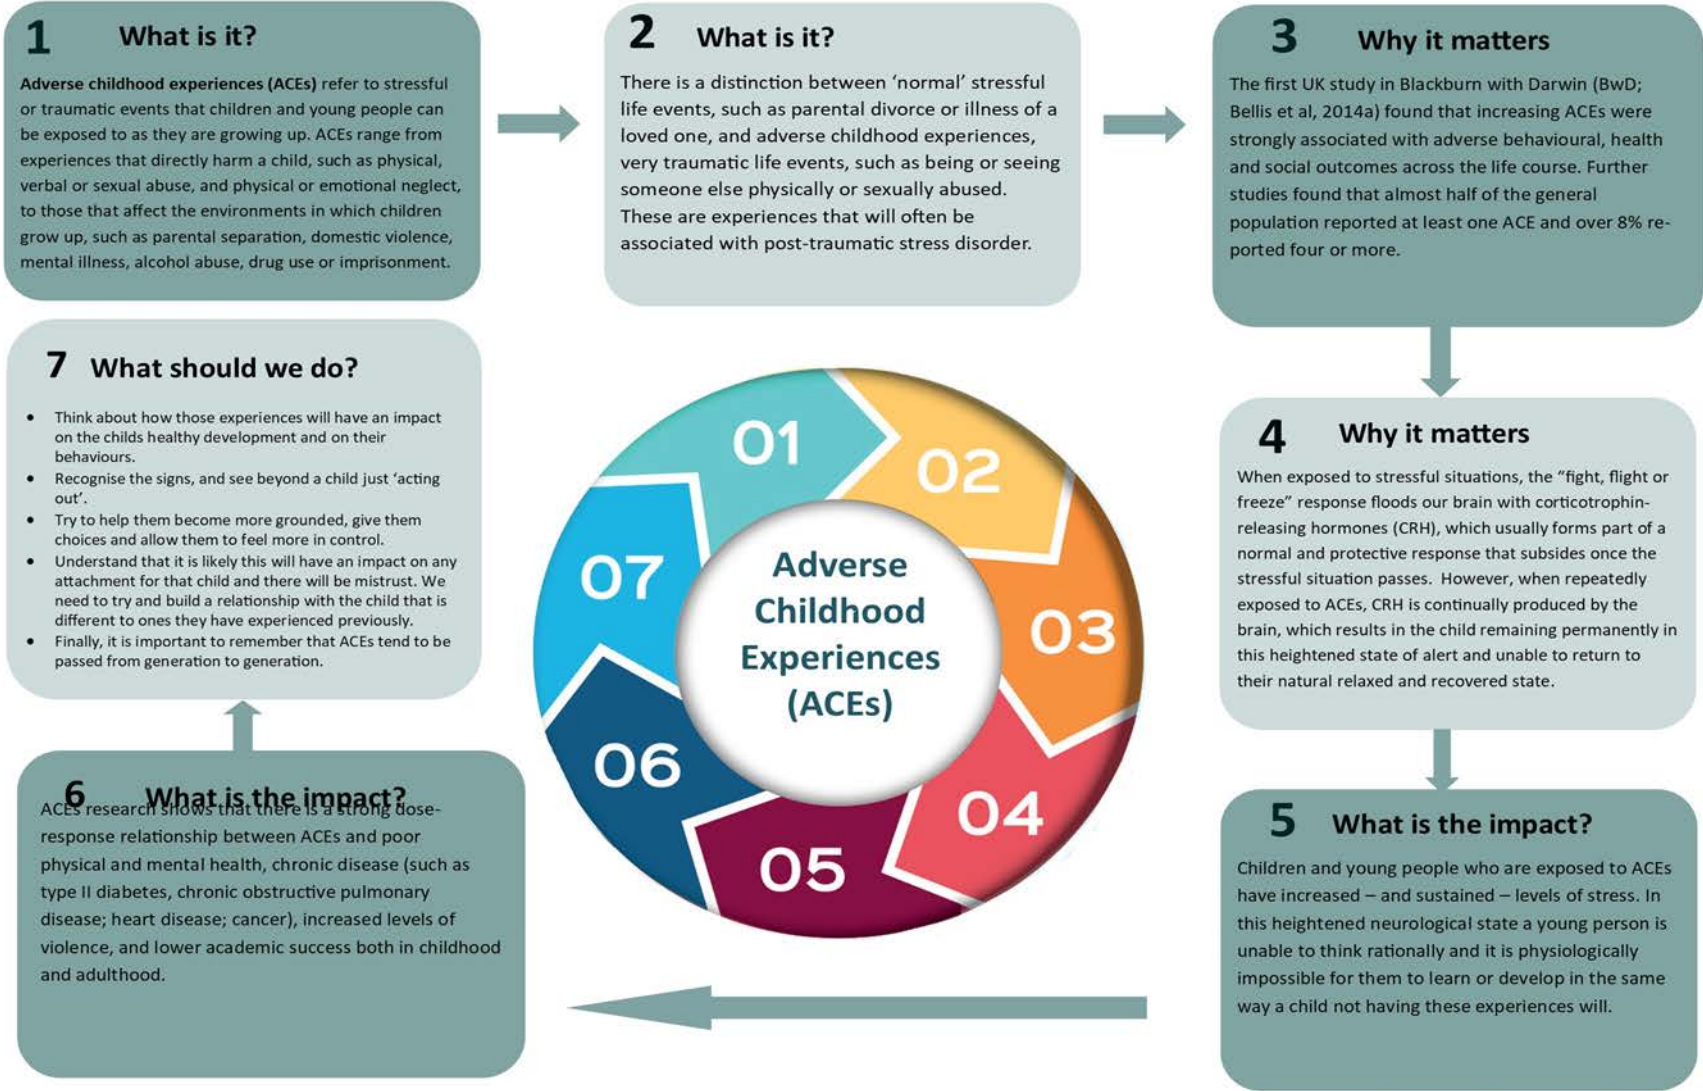 1 What is it?
Adverse childhood experiences (ACEs) refer to stressful
or traumatic events that children and young people can
be exposed to as they are growing up. ACEs range from
experiences that directly harm a child, such as physical,
verbal or sexual abuse, and physical or emotional neglect,
to those that affect the environments in which children
grow up, such as parental separation, domestic violence,
mental illness, alcohol abuse, drug use or imprisonment.
2 What is it?
There is a distinction between ‘normal’ stressful
life events, such as parental divorce or illness of a
loved one, and adverse childhood experiences,
very traumatic life events, such as being or seeing
someone else physically or sexually abused.
These are experiences that will often be
associated with post-traumatic stress disorder.
3 Why it matters
The first UK study in Blackburn with Darwin (BwD;
Bellis et al, 2014a) found that increasing ACEs were
strongly associated with adverse behavioural, health
and social outcomes across the life course. Further
studies found that almost half of the general
population reported at least one ACE and over 8% re-
ported four or more.
4 Why it matters
When exposed to stressful situations, the “fight, flight or
freeze” response floods our brain with corticotrophin-
releasing hormones (CRH), which usually forms part of a
normal and protective response that subsides once the
stressful situation passes. However, when repeatedly
exposed to ACEs, CRH is continually produced by the
brain, which results in the child remaining permanently in
this heightened state of alert and unable to return to
their natural relaxed and recovered state.
5 What is the impact?
Children and young people who are exposed to ACEs
have increased – and sustained – levels of stress. In
this heightened neurological state a young person is
unable to think rationally and it is physiologically
impossible for them to learn or develop in the same
way a child not having these experiences will.
6 What is the impact?
ACEs research shows that there is a strong dose-
response relationship between ACEs and poor
physical and mental health, chronic disease (such as
type II diabetes, chronic obstructive pulmonary
disease; heart disease; cancer), increased levels of
violence, and lower academic success both in childhood
and adulthood.
7 What should we do?
• Think about how those experiences will have an impact
on the childs healthy development and on their
behaviours.
• Recognise the signs, and see beyond a child just ‘acting
out’.
• Try to help them become more grounded, give them
choices and allow them to feel more in control.
• Understand that it is likely this will have an impact on any
attachment for that child and there will be mistrust. We
need to try and build a relationship with the child that is
different to ones they have experienced previously.
• Finally, it is important to remember that ACEs tend to be
passed from generation to generation.
Adverse
Childhood
Experiences
(ACEs)
01
02
03
04
05
06
07